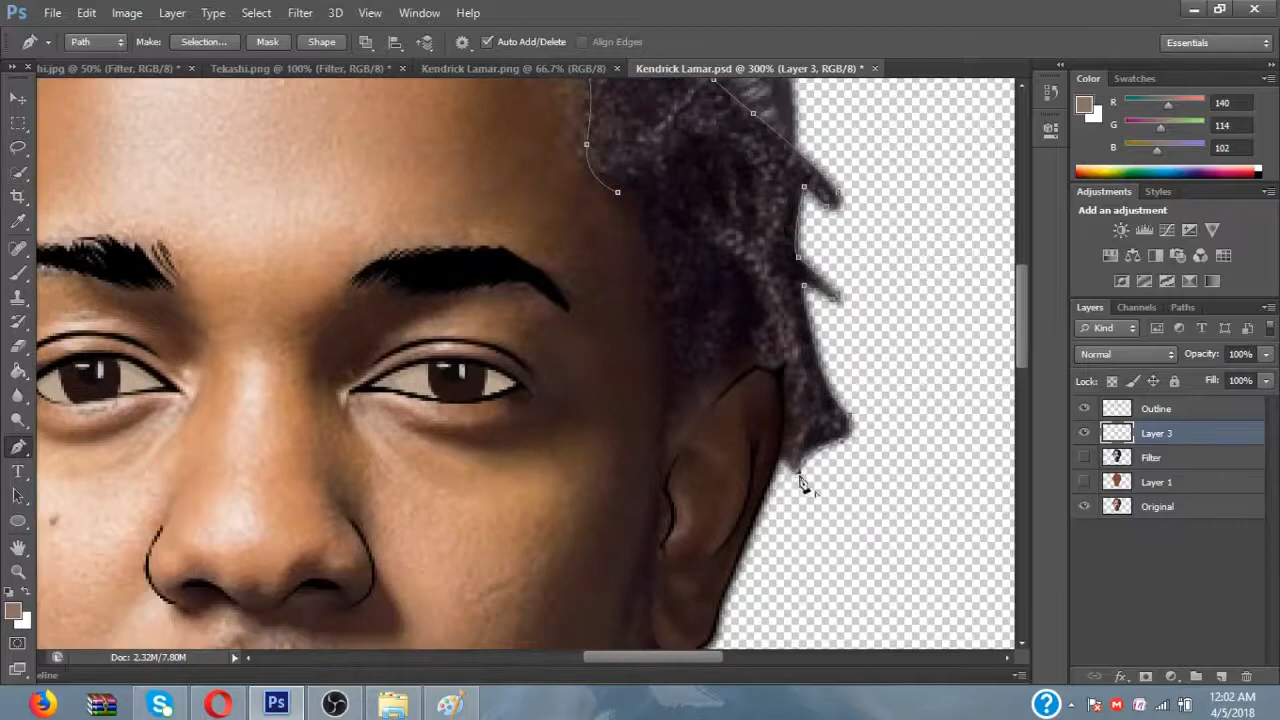 Ps File Edit Image Layer Type Select Filter 3D View Window Help
Path Make: Selection... Mask Shape Auto Add/Delete Align Edges Essentials
hi.jpg @ 50% (Filter, RGB/8) * × Tekashi.png @ 100% (Filter, RGB/8) * × Kendrick Lamar.png @ 66.7% (RGB/8) × Kendrick Lamar.psd @ 300% (Layer 3, RGB/8) * ×
Color Swatches
R 140
G 114
B 102
Adjustments Styles
Add an adjustment
Layers Channels Paths
Kind
Normal Opacity: 100%
Lock: Fill: 100%
Outline
Layer 3
Filter
Layer 1
Original
T
fx
Doc: 2.32M/7.80M
eline
S Ps ? M
12:02 AM
4/5/2018